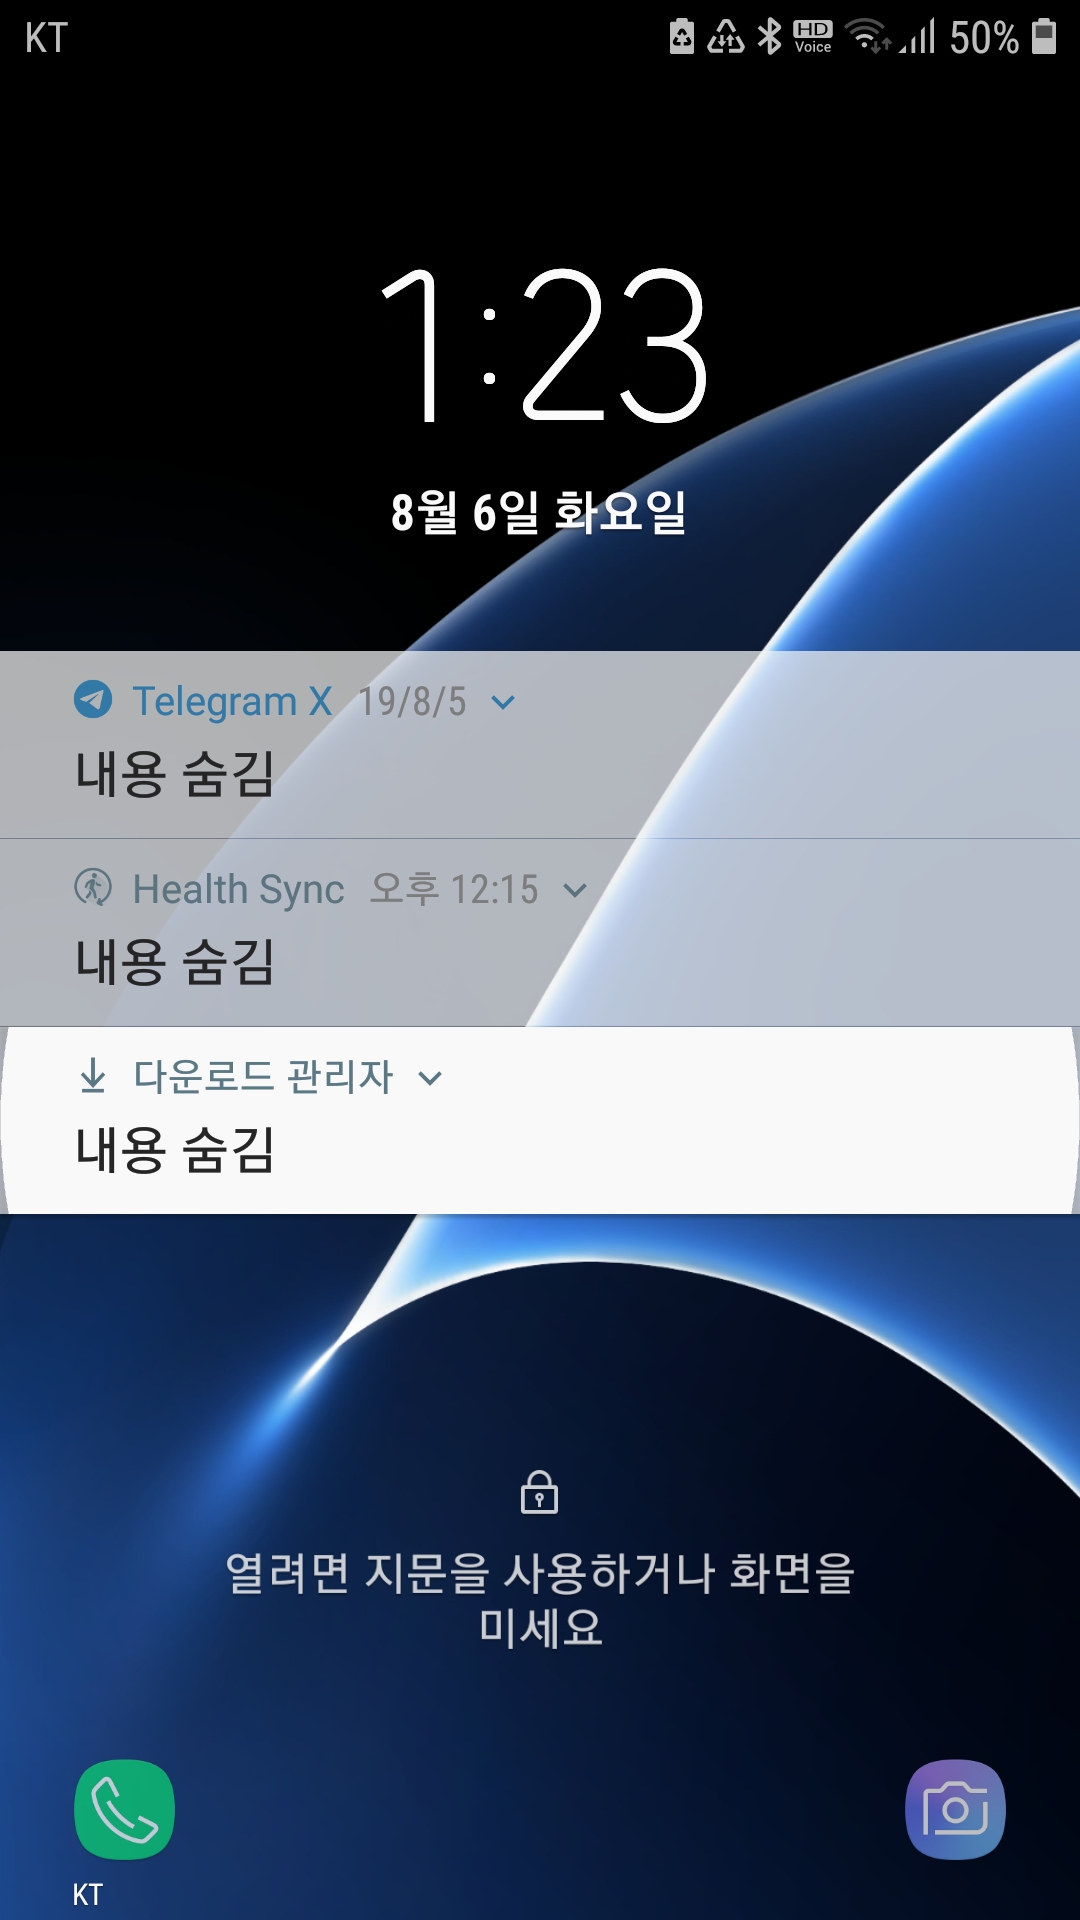 KT
HD Voice 50%
1:23
8월 6일 화요일
Telegram X 19/8/5
내용 숨김
Health Sync 오후 12:15
내용 숨김
다운로드 관리자
내용 숨김
열려면 지문을 사용하거나 화면을
미세요
KT